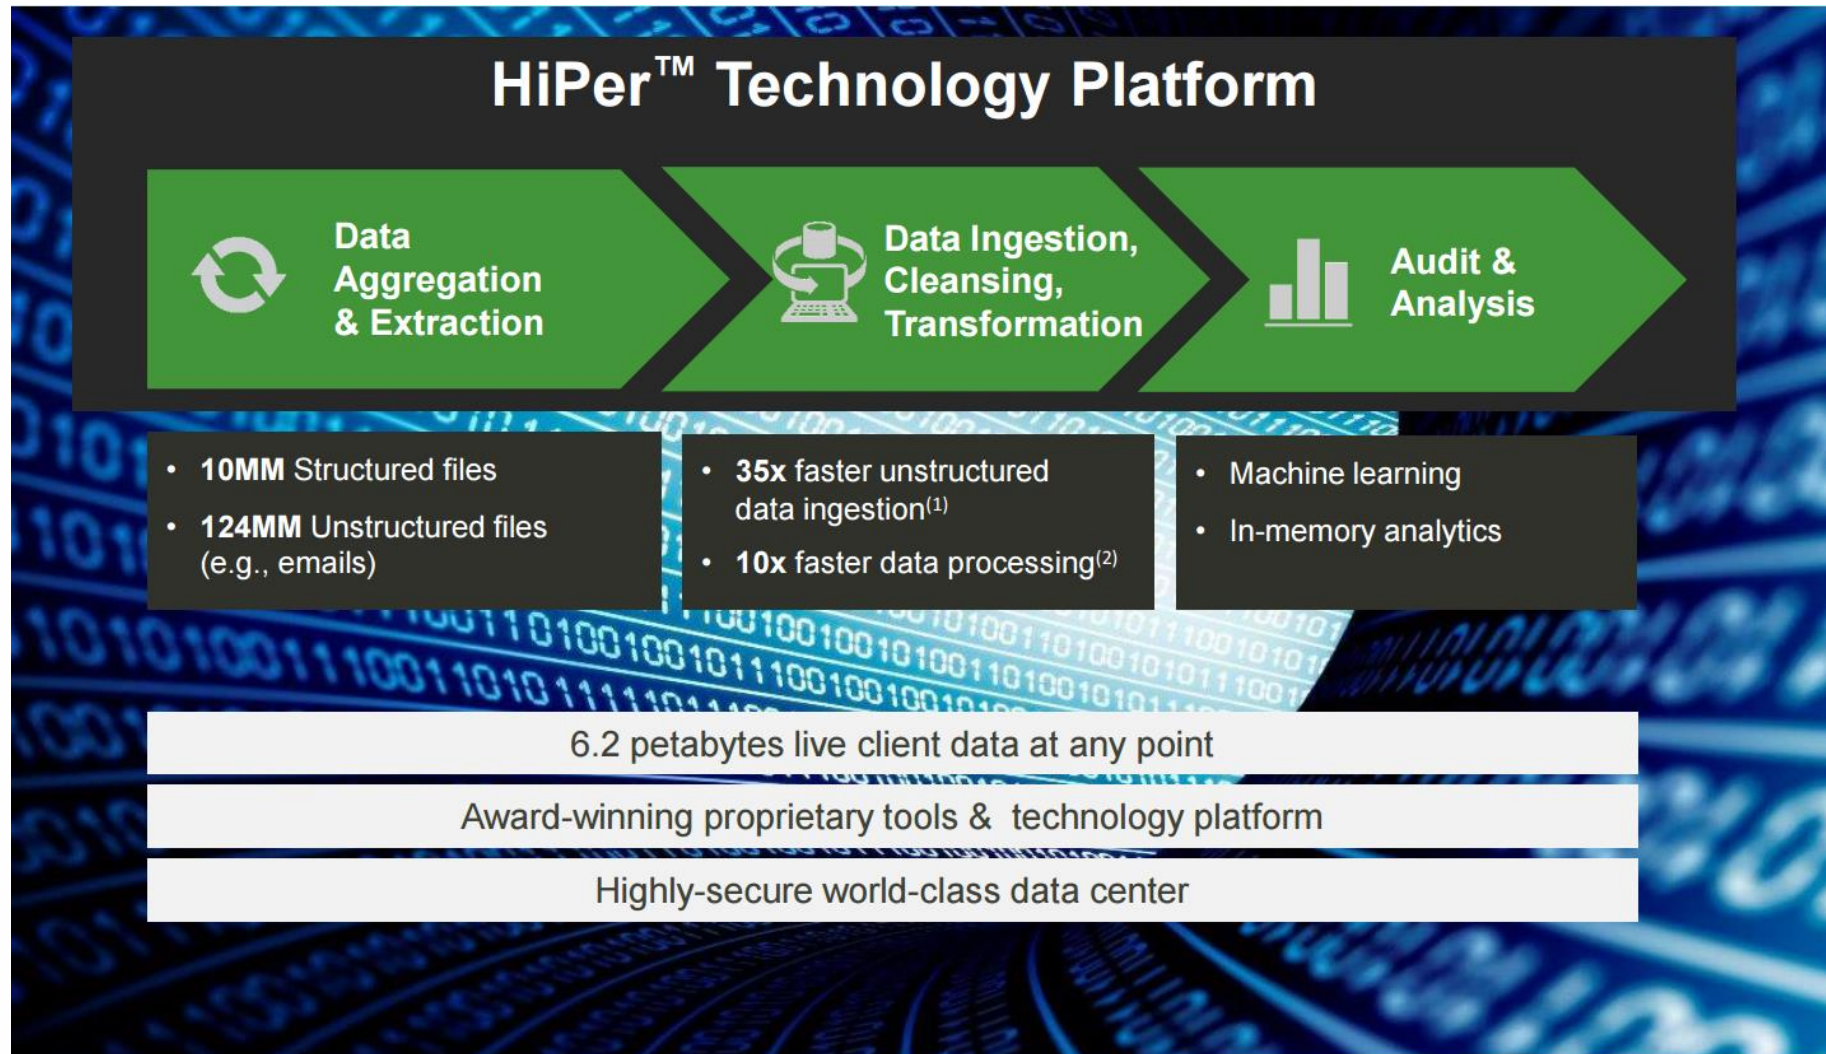 HiPer™ Technology Platform
Data
Aggregation
& Extraction
Data Ingestion,
Cleansing,
Transformation
Audit &
Analysis
• 10MM Structured files
• 124MM Unstructured files
(e.g., emails)
• 35x faster unstructured
data ingestion(1)
• 10x faster data processing(2)
• Machine learning
• In-memory analytics
6.2 petabytes live client data at any point
Award-winning proprietary tools & technology platform
Highly-secure world-class data center